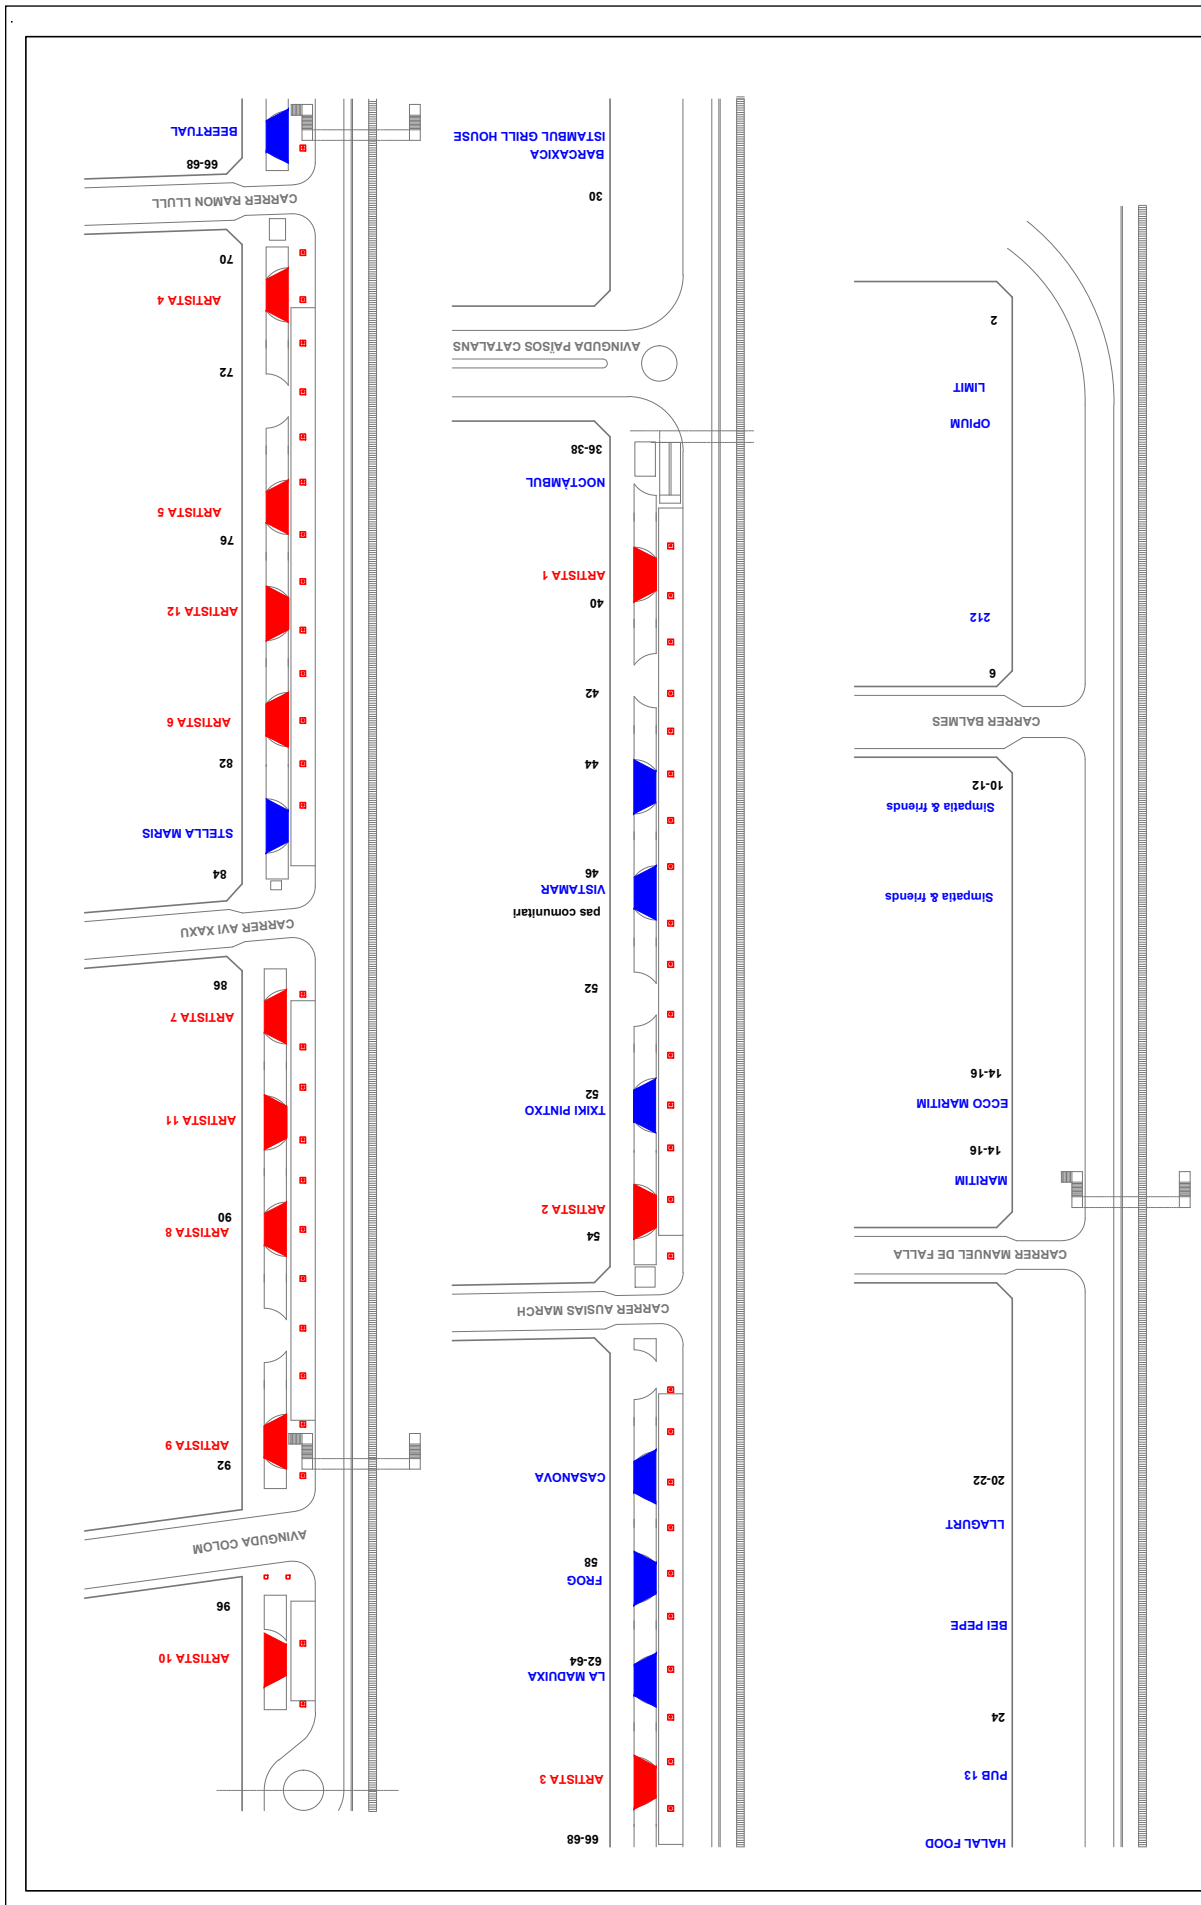 HALAL FOOD
PUB 13
24
BEI PEPE
LLAGURT
20-22
CARRER MANUEL DE FALLA
MARITIM
14-16
ECCO MARITIM
14-16
Simpatia & friends
Simpatia & friends
10-12
CARRER BALMES
6
212
OPIUM
LIMIT
2
66-68
ARTISTA 3
LA MADUIXA
62-64
FROG
58
CASANOVA
CARRER AUSIAS MARCH
54
ARTISTA 2
TXIKI PINTXO
52
52
pas comunitari
VISTAMAR
46
44
42
40
ARTISTA 1
NOCTÀMBUL
36-38
AVINGUDA PAÏSOS CATALANS
30
BARCAXICA
ISTAMBUL GRILL HOUSE
ARTISTA 10
96
AVINGUDA COLOM
92
ARTISTA 9
ARTISTA 8
90
ARTISTA 11
ARTISTA 7
86
CARRER AVI XAXU
84
STELLA MARIS
82
ARTISTA 6
ARTISTA 12
76
ARTISTA 5
72
ARTISTA 4
70
CARRER RAMON LLULL
66-68
BEERTUAL